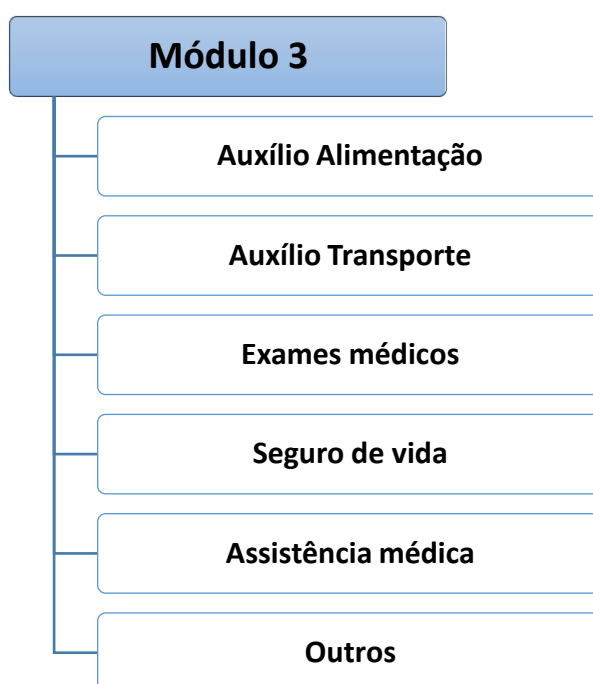 Módulo 3
Auxílio Alimentação
Auxílio Transporte
Exames médicos
Seguro de vida
Assistência médica
Outros